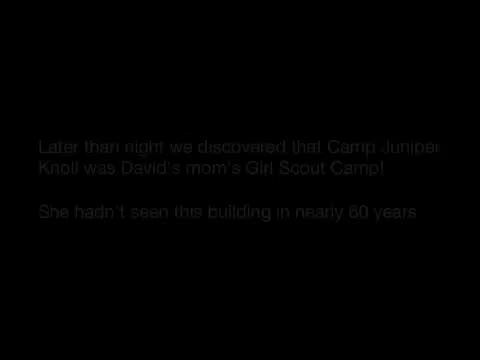 Later than night we discovered that Camp Juniper
Knoll was David's mom's Girl Scout Camp!
She hadn't seen this building in nearly 60 years